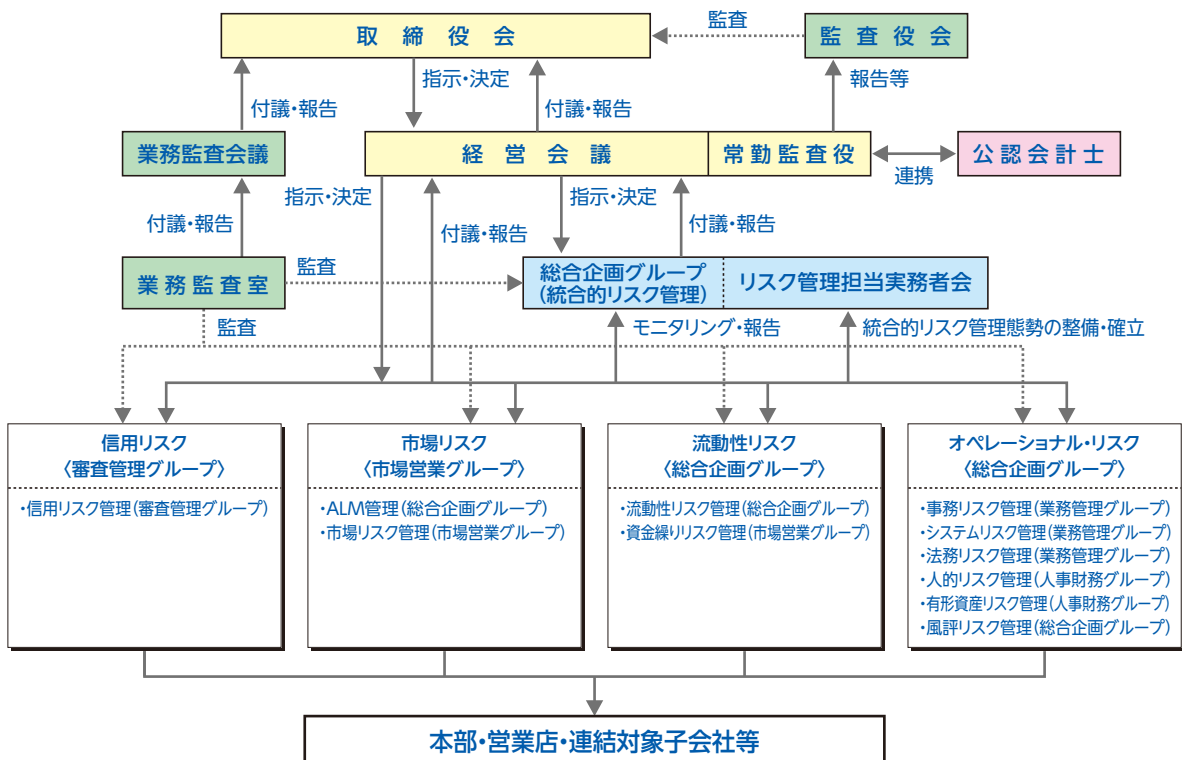 取締役会
監査
監査役会
指示・決定
付議・報告
付議・報告
報告等
業務監査会議
経営会議
常勤監査役
連携
公認会計士
付議・報告
指示・決定
付議・報告
指示・決定
付議・報告
業務監査室
監査
総合企画グループ
(統合的リスク管理)
リスク管理担当実務者会
監査
モニタリング・報告
統合的リスク管理態勢の整備・確立
信用リスク
〈審査管理グループ〉
・信用リスク管理(審査管理グループ)
市場リスク
〈市場営業グループ〉
・ALM管理(総合企画グループ)
・市場リスク管理(市場営業グループ)
流動性リスク
〈総合企画グループ〉
・流動性リスク管理(総合企画グループ)
・資金繰りリスク管理(市場営業グループ)
オペレーショナル・リスク
〈総合企画グループ〉
・事務リスク管理(業務管理グループ)
・システムリスク管理(業務管理グループ)
・法務リスク管理(業務管理グループ)
・人的リスク管理(人事財務グループ)
・有形資産リスク管理(人事財務グループ)
・風評リスク管理(総合企画グループ)
本部・営業店・連結対象子会社等